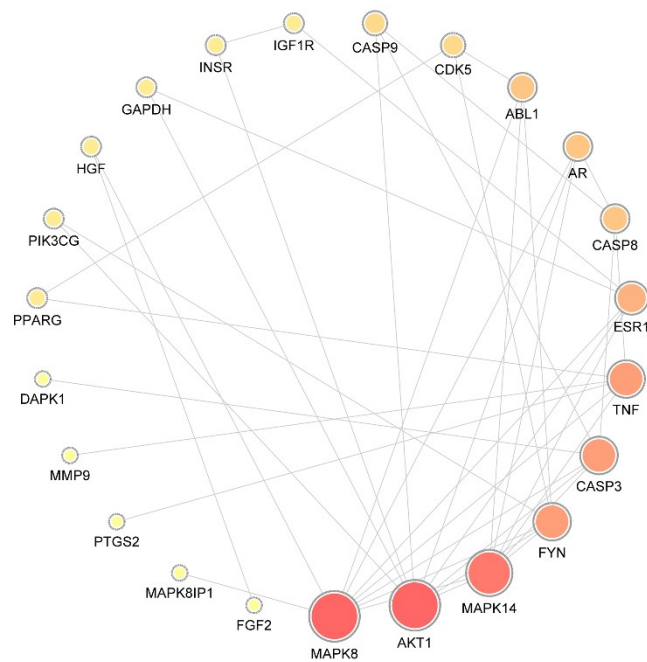 IGF1R
CASP9
INSR
CDK5
GAPDH
ABL1
HGF
AR
PIK3CG
CASP8
PPARG
ESR1
DAPK1
TNF
MMP9
CASP3
PTGS2
FYN
MAPK8IP1
MAPK14
FGF2
AKT1
MAPK8